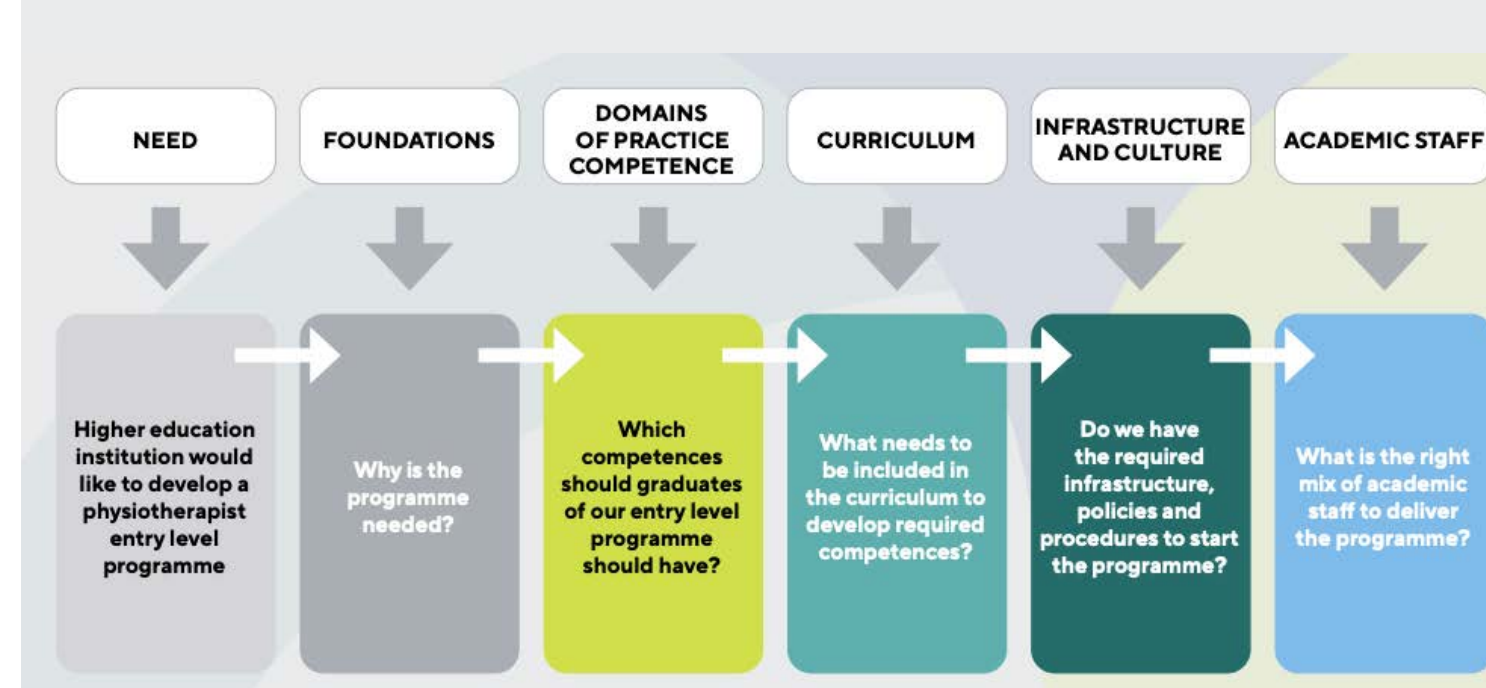 NEED
FOUNDATIONS
DOMAINS
OF PRACTICE
COMPETENCE
CURRICULUM
INFRASTRUCTURE
AND CULTURE
ACADEMIC STAFF
Higher education
institution would
like to develop a
physiotherapist
entry level
programme
Why is the
programme
needed?
Which
competences
should graduates
of our entry level
programme
should have?
What needs to
be included in
the curriculum to
develop required
competences?
Do we have
the required
infrastructure,
policies and
procedures to start
the programme?
What is the right
mix of academic
staff to deliver
the programme?